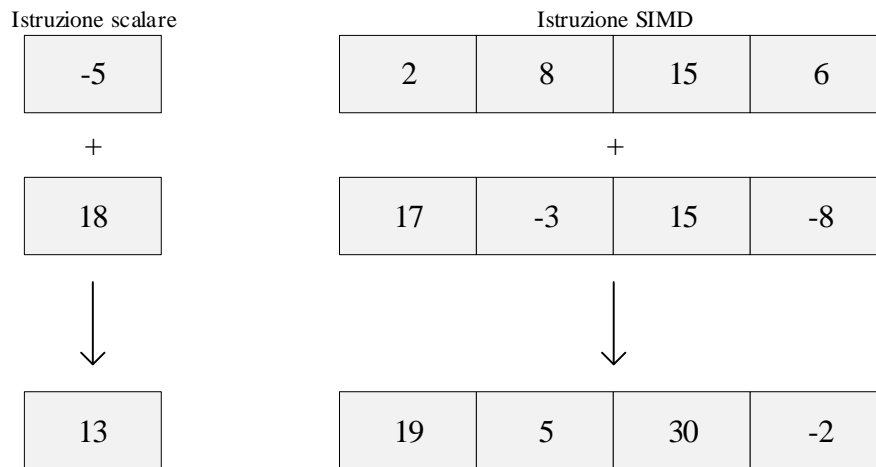 Istruzione scalare
Istruzione SIMD
-5
2 8 15 6
+
+
18
17 -3 15 -8
13
19 5 30 -2